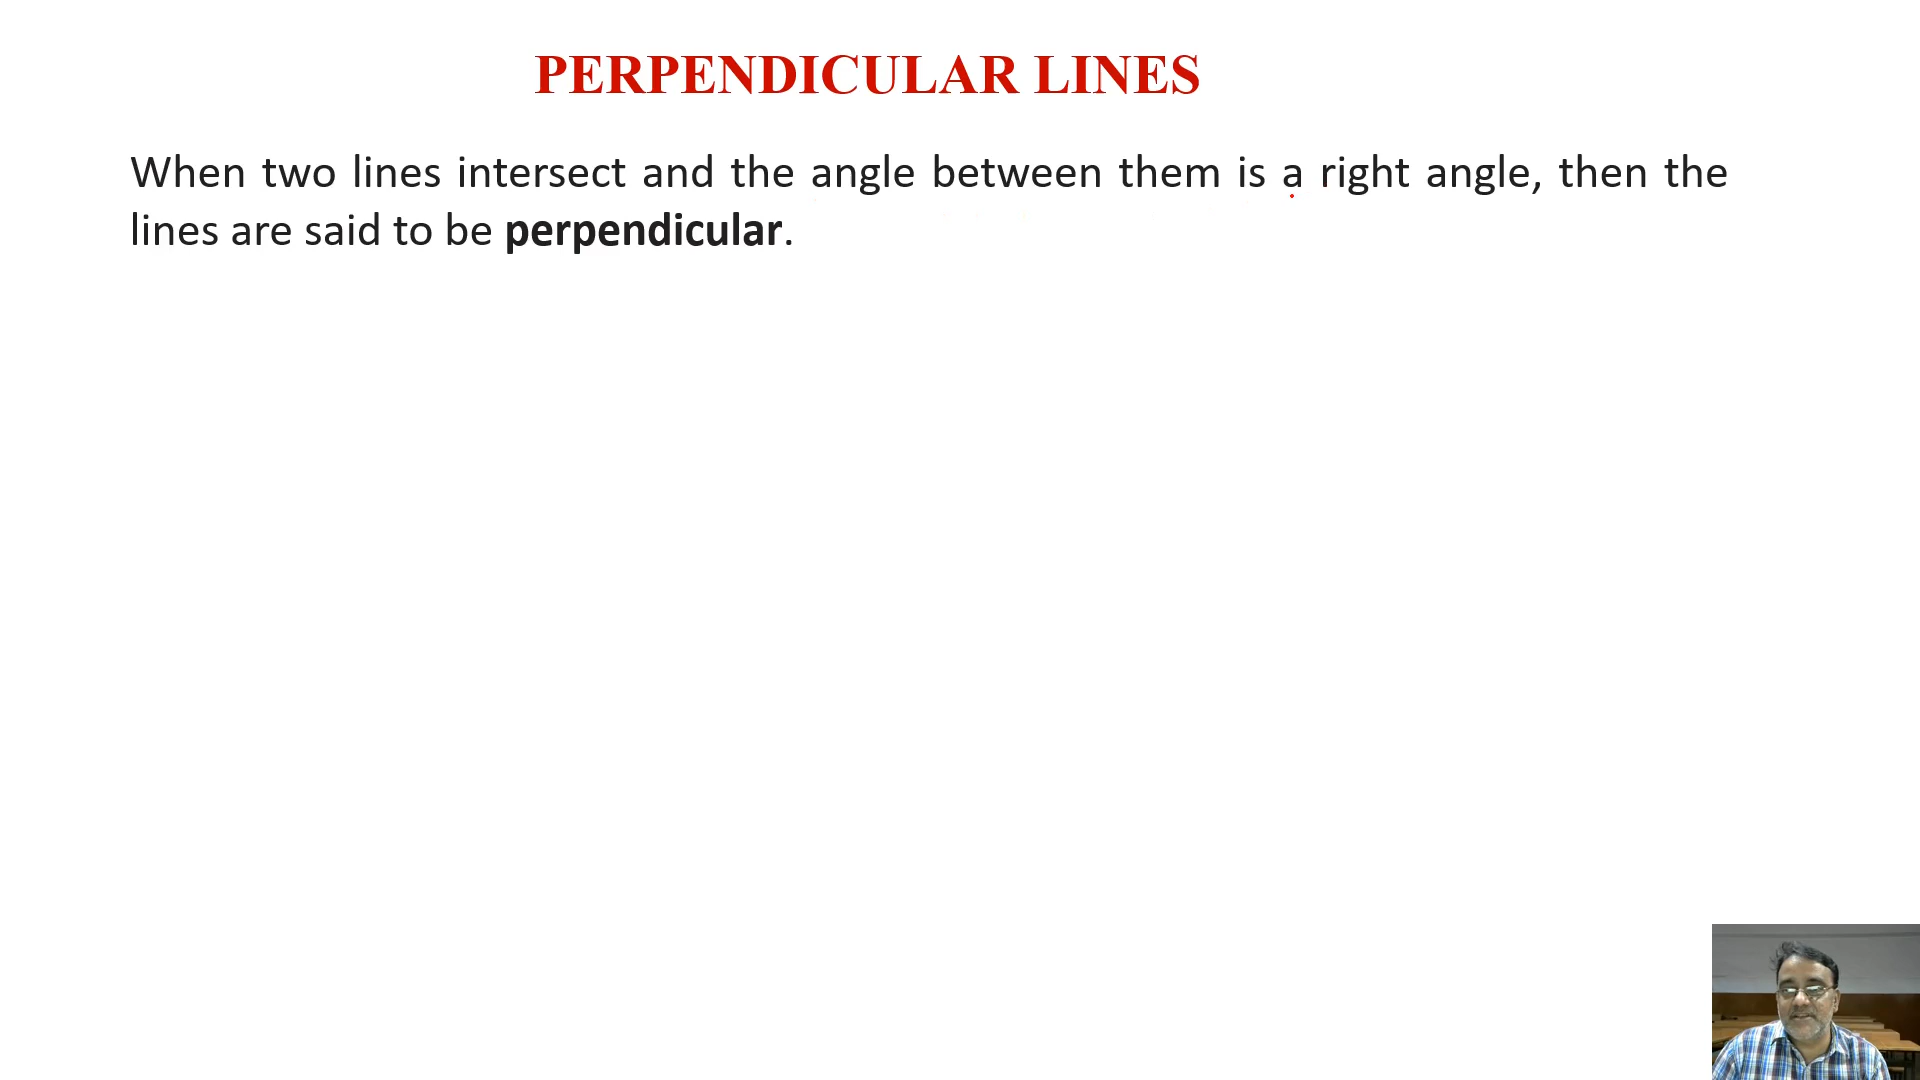 PERPENDICULAR LINES
When two lines intersect and the angle between them is a right angle, then the
lines are said to be perpendicular.